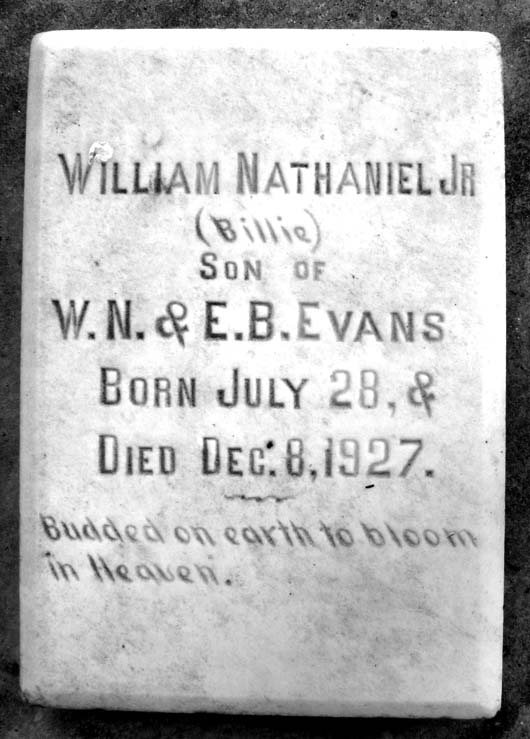 WILLIAM NATHANIEL JR
(Billie)
SON OF
W.N. & E.B. EVANS
BORN JULY 28, &
DIED DEC. 8, 1927.
Budded on earth to bloom
in Heaven.